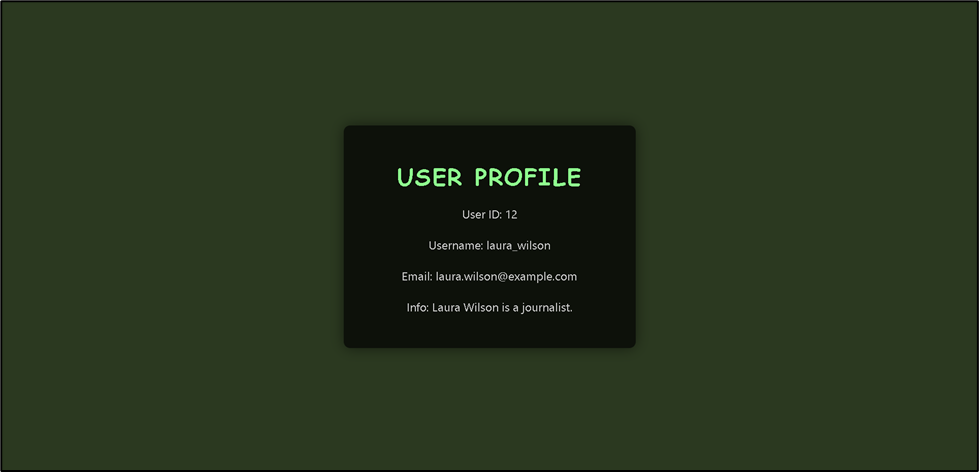 USER PROFILE
User ID: 12
Username: laura_wilson
Email: laura.wilson@example.com
Info: Laura Wilson is a journalist.